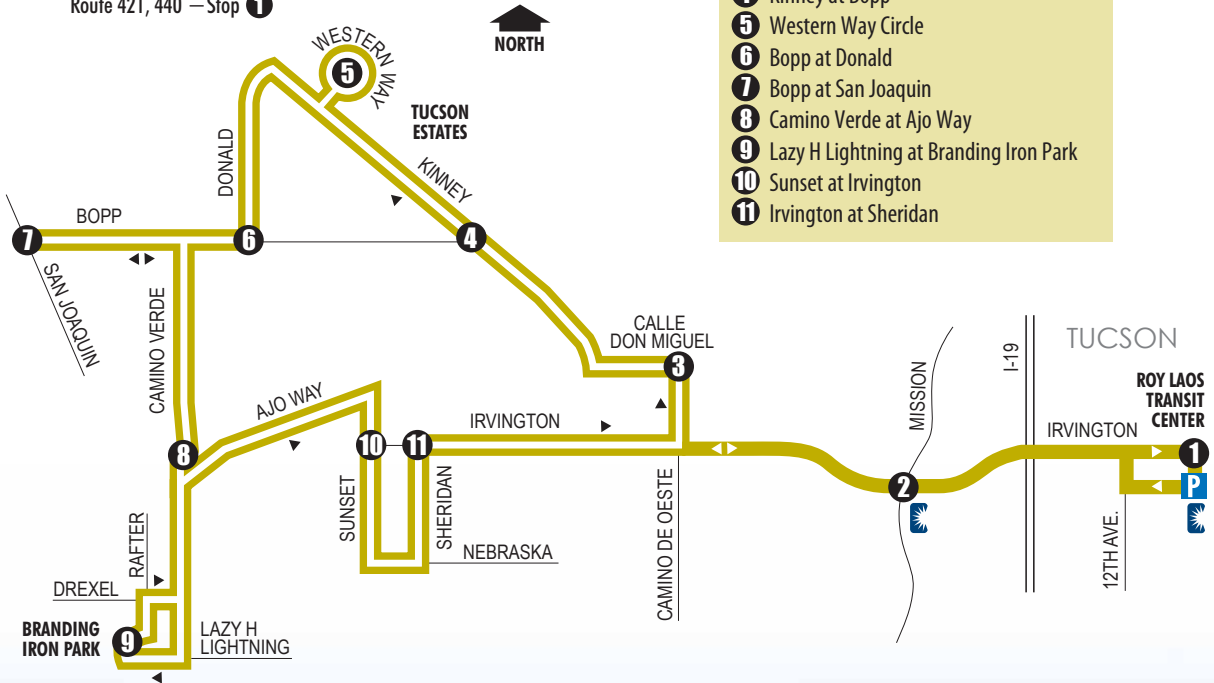 Route 421, 440 — Stop 1
NORTH
4 Kinney at Bopp
5 Western Way Circle
6 Bopp at Donald
7 Bopp at San Joaquin
8 Camino Verde at Ajo Way
9 Lazy H Lightning at Branding Iron Park
10 Sunset at Irvington
11 Irvington at Sheridan
WESTERN WAY
5
TUCSON
ESTATES
DONALD
KINNEY
BOPP
7
6
4
SAN JOAQUIN
CAMINO VERDE
CALLE
DON MIGUEL
3
I-19
TUCSON
MISSION
ROY LAOS
TRANSIT
CENTER
AJO WAY
IRVINGTON
IRVINGTON
8
10
11
1
2
P
SUNSET
SHERIDAN
NEBRASKA
CAMINO DE OESTE
12TH AVE.
RAFTER
DREXEL
BRANDING
IRON PARK
9
LAZY H
LIGHTNING